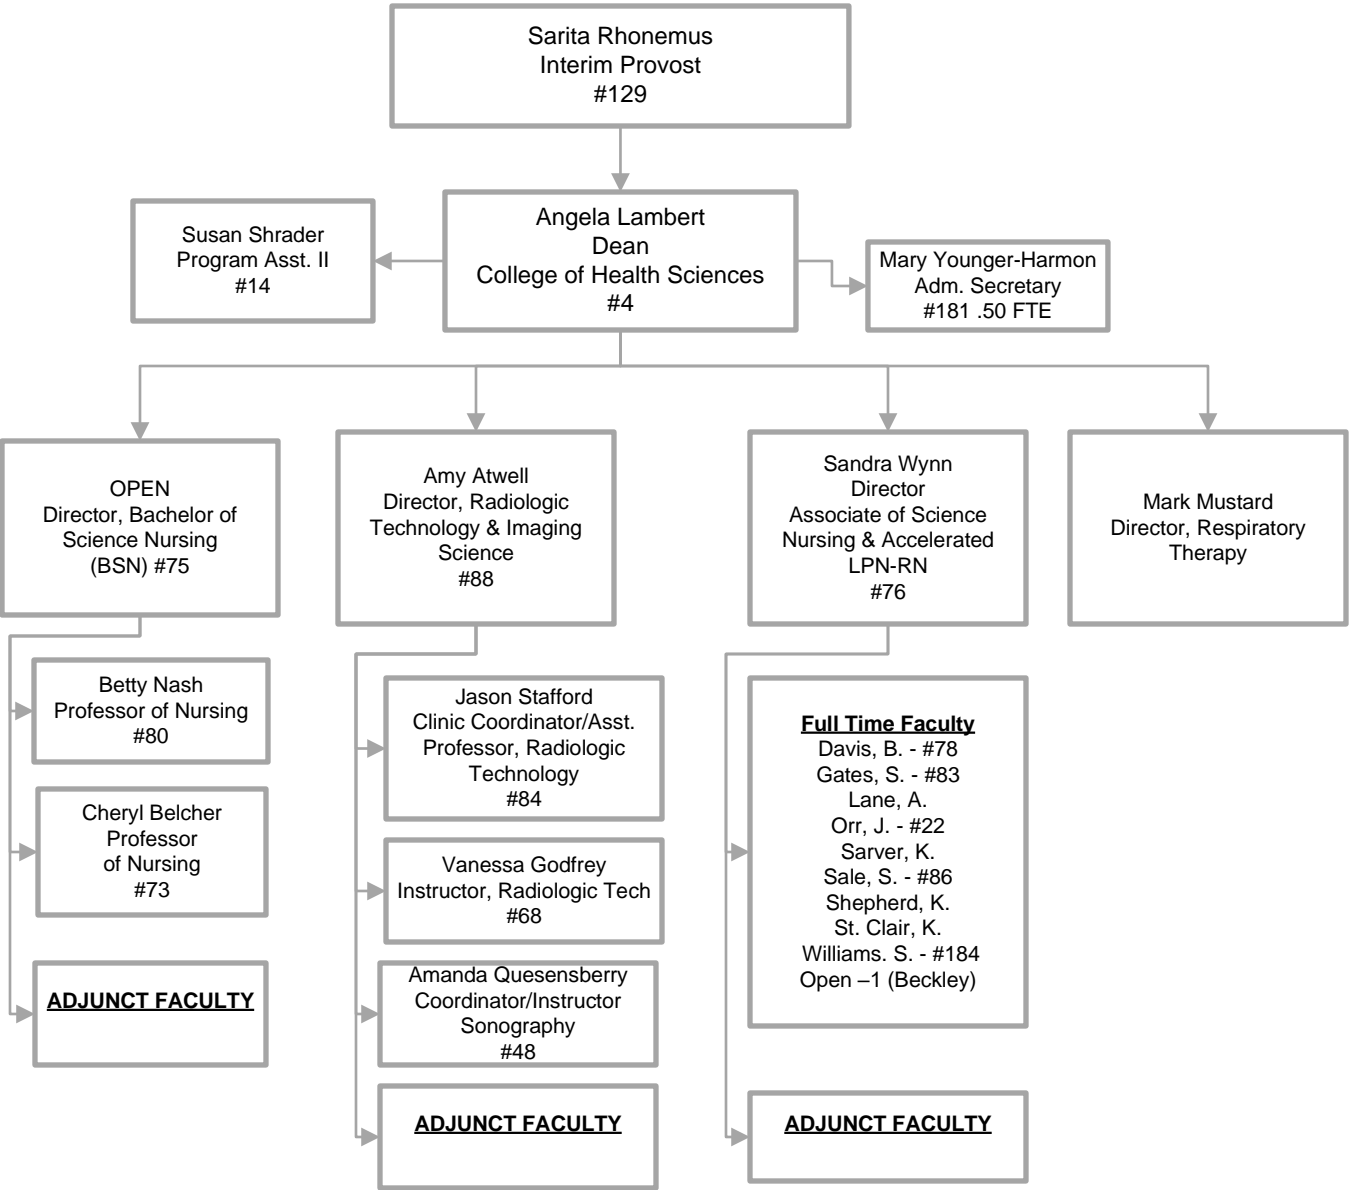 Sarita Rhonemus
Interim Provost
#129
Susan Shrader
Program Asst. II
#14
Angela Lambert
Dean
College of Health Sciences
#4
Mary Younger-Harmon
Adm. Secretary
#181 .50 FTE
OPEN
Director, Bachelor of
Science Nursing
(BSN) #75
Amy Atwell
Director, Radiologic
Technology & Imaging
Science
#88
Sandra Wynn
Director
Associate of Science
Nursing & Accelerated
LPN-RN
#76
Mark Mustard
Director, Respiratory
Therapy
Betty Nash
Professor of Nursing
#80
Cheryl Belcher
Professor
of Nursing
#73
ADJUNCT FACULTY
Jason Stafford
Clinic Coordinator/Asst.
Professor, Radiologic
Technology
#84
Vanessa Godfrey
Instructor, Radiologic Tech
#68
Amanda Quesensberry
Coordinator/Instructor
Sonography
#48
ADJUNCT FACULTY
Full Time Faculty
Davis, B. - #78
Gates, S. - #83
Lane, A.
Orr, J. - #22
Sarver, K.
Sale, S. - #86
Shepherd, K.
St. Clair, K.
Williams. S. - #184
Open –1 (Beckley)
ADJUNCT FACULTY